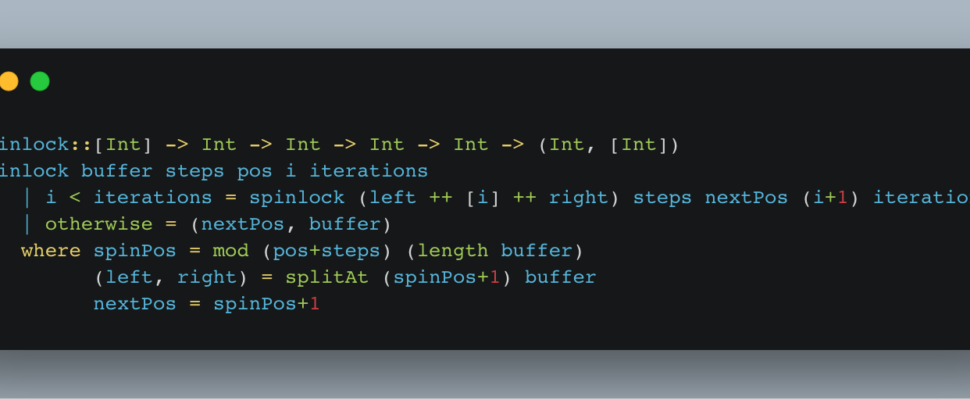 inlock::[Int] -> Int -> Int -> Int -> Int -> (Int, [Int])
inlock buffer steps pos i iterations
| i < iterations = spinlock (left ++ [i] ++ right) steps nextPos (i+1) iteratio
| otherwise = (nextPos, buffer)
where spinPos = mod (pos+steps) (length buffer)
(left, right) = splitAt (spinPos+1) buffer
nextPos = spinPos+1